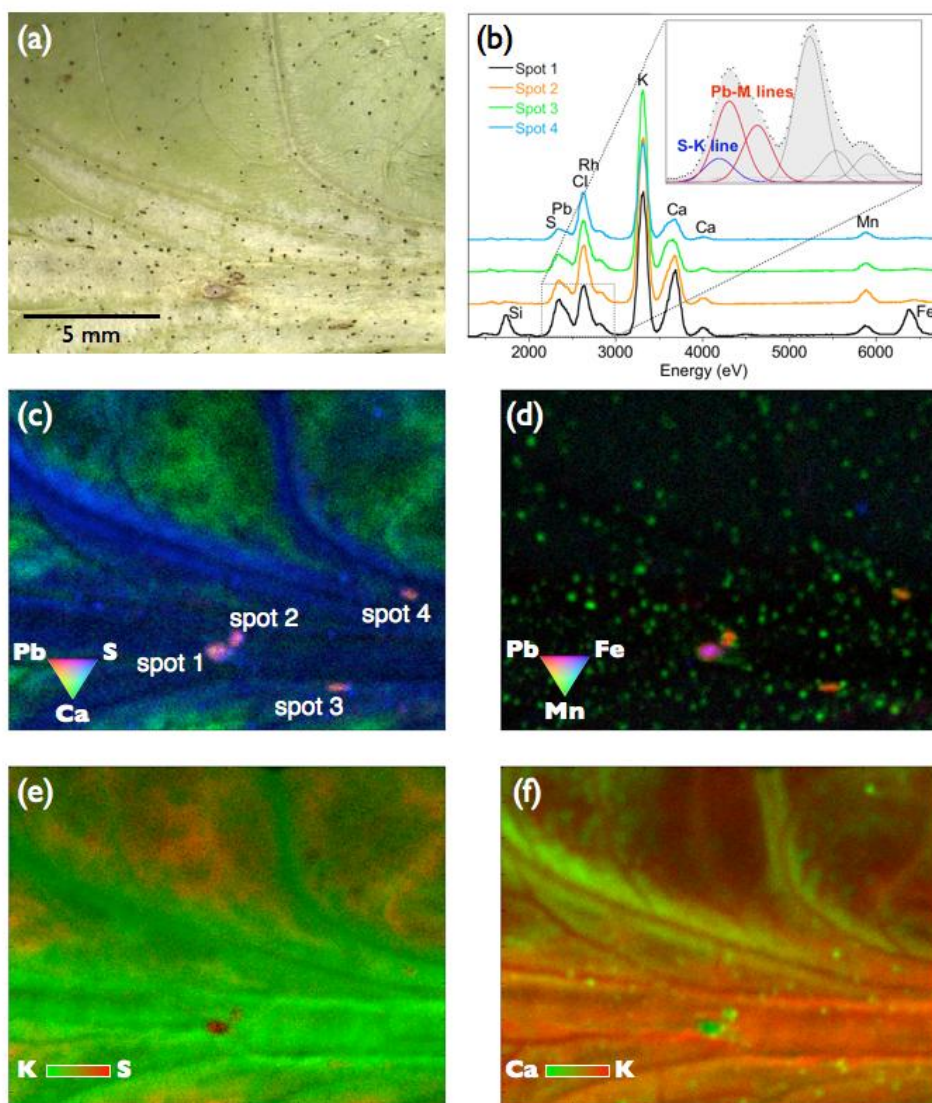 (a)
5 mm
(b)
Spot 1
Spot 2
Spot 3
Spot 4
K
Pb-M lines
S-K line
Rh
Cl
Pb
S
Ca
Ca
Mn
Si
Fe
2000 3000 4000 5000 6000
Energy (eV)
(c)
spot 4
spot 2
Pb S
spot 1
Ca
spot 3
(d)
Pb Fe
Mn
(e)
K S
(f)
Ca K